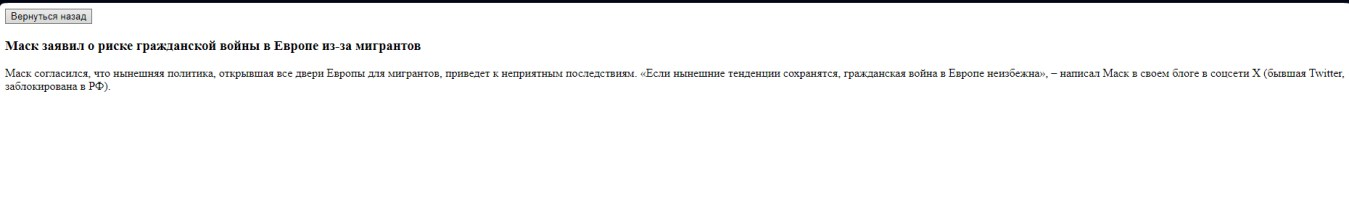 Вернуться назад
Маск заявил о риске гражданской войны в Европе из-за мигрантов
Маск согласился, что нынешняя политика, открывшая все двери Европы для мигрантов, приведет к неприятным последствиям. «Если нынешние тенденции сохранятся, гражданская война в Европе неизбежна», – написал Маск в своем блоге в соцсети X (бывшая Twitter,
заблокирована в РФ).